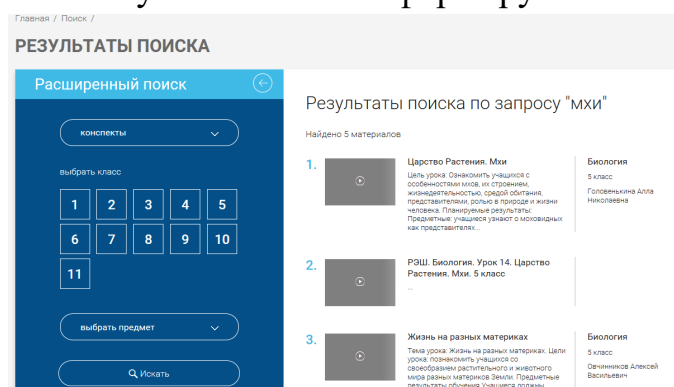 Главная / Поиск /
РЕЗУЛЬТАТЫ ПОИСКА
Расширенный поиск
конспекты
выбрать класс
1 2 3 4 5
6 7 8 9 10
11
выбрать предмет
Искать
Результаты поиска по запросу "мхи"
Найдено 5 материалов
1.
Царство Растения. Мхи
Цель урока: Ознакомить учащихся с
особенностями мхов, их строением,
жизнедеятельностью, средой обитания,
представителями, ролью в природе и жизни
человека. Планируемые результаты:
Предметные: учащиеся узнают о моховидных
как представителях...
Биология
5 класс
Головенькина Алла
Николаевна
2.
РЭШ. Биология. Урок 14. Царство
Растения. Мхи. 5 класс
...
3.
Жизнь на разных материках
Тема урока: Жизнь на разных материках. Цели
урока: познакомить учащихся со
своеобразием растительного и животного
мира разных материков Земли. Предметные
результаты обучения Учащиеся должны
Биология
5 класс
Овчинников Алексей
Васильевич